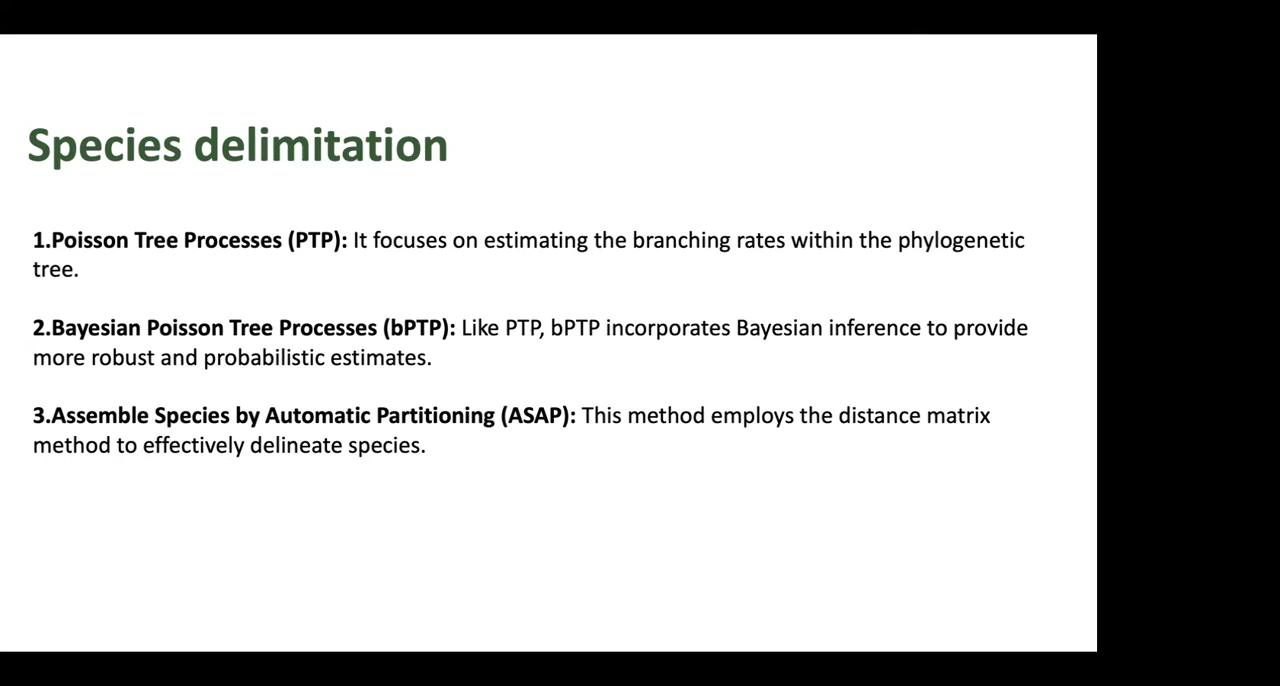 Species delimitation
1.Poisson Tree Processes (PTP): It focuses on estimating the branching rates within the phylogenetic
tree.
2.Bayesian Poisson Tree Processes (bPTP): Like PTP, bPTP incorporates Bayesian inference to provide
more robust and probabilistic estimates.
3.Assemble Species by Automatic Partitioning (ASAP): This method employs the distance matrix
method to effectively delineate species.